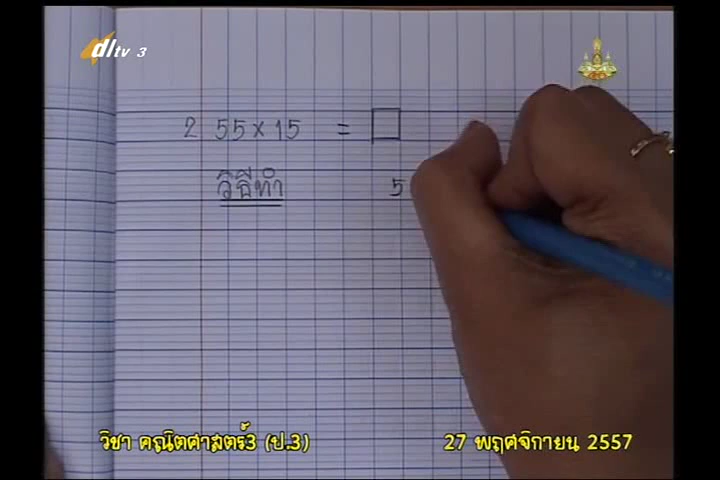 dltv 3
2 55 × 15 = □
วิธีทำ 5
วิชา คณิตศาสตร์3 (ป.3) 27 พฤศจิกายน 2557